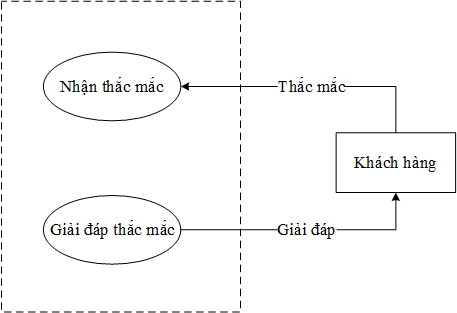 Nhận thắc mắc
Thắc mắc
Khách hàng
Giải đáp thắc mắc
Giải đáp